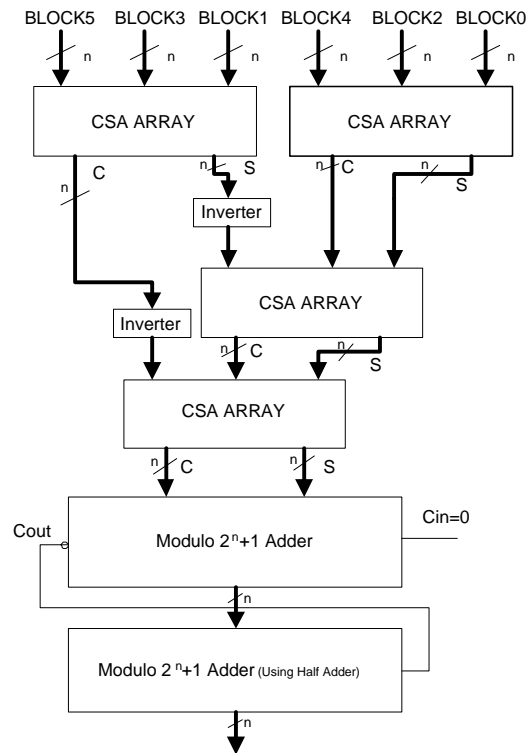 BLOCK5 BLOCK3 BLOCK1 BLOCK4 BLOCK2 BLOCK0
n n n n n n
CSA ARRAY CSA ARRAY
C n S n C n S
n
Inverter
CSA ARRAY
Inverter
n C n S
CSA ARRAY
n C n S
Cout Modulo 2ⁿ+1 Adder Cin=0
n
Modulo 2ⁿ+1 Adder (Using Half Adder)
n